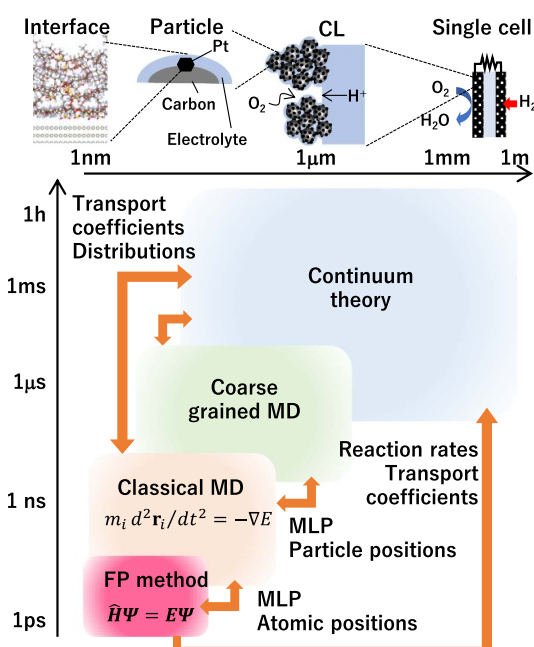 Interface
Particle
CL
Single cell
Pt
Carbon
Electrolyte
O₂
H⁺
O₂
H₂O
H₂
1nm
1μm
1mm
1m
1h
1ms
1μs
1 ns
1ps
Transport
coefficients
Distributions
Continuum
theory
Coarse
grained MD
Reaction rates
Transport
coefficients
Classical MD
mᵢ d²𝐫ᵢ/dt² = −∇E
MLP
Particle positions
FP method
ĤΨ = EΨ
MLP
Atomic positions